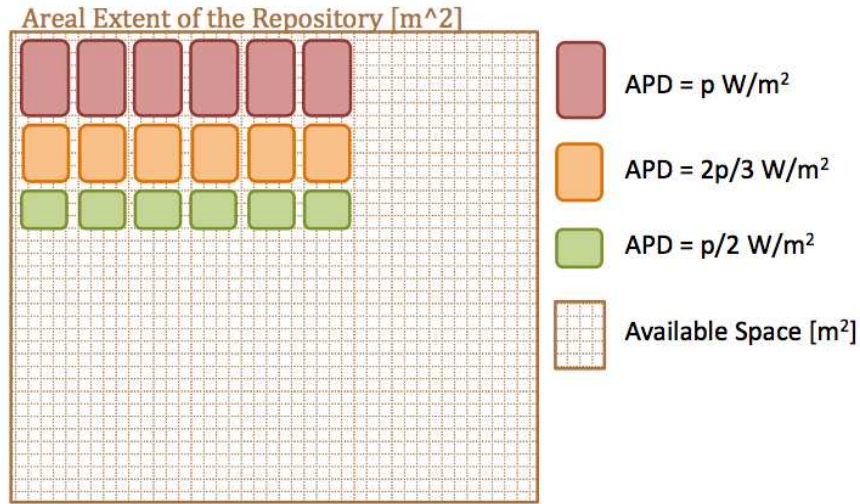 Areal Extent of the Repository [m^2]
APD = p W/m²
APD = 2p/3 W/m²
APD = p/2 W/m²
Available Space [m²]